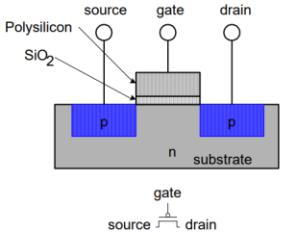 source gate drain
Polysilicon
SiO2
p p
n
substrate
gate
source drain